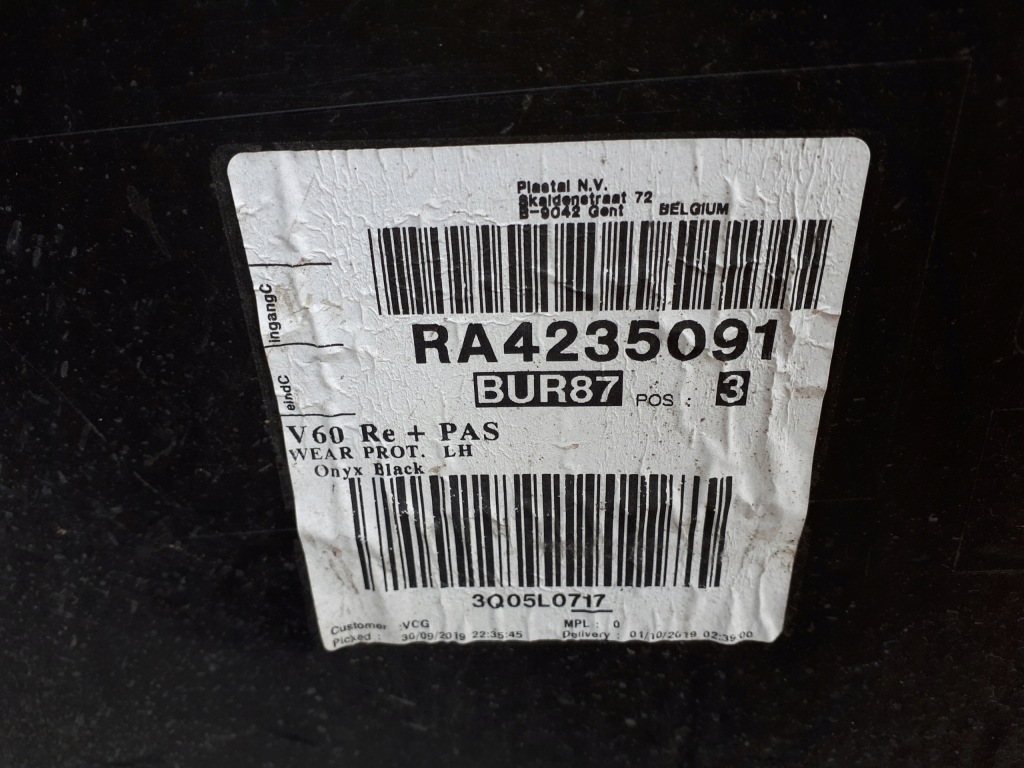 Plastal N.V.
Skaldenstraat 72
B-9042 Gent BELGIUM
ingangC
eindC
RA4235091
BUR87 POS : 3
V60 Re + PAS
WEAR PROT. LH
Onyx Black
3Q05L0717
Customer :VCG MPL : 0
Picked : 30/09/2019 22:35:45 Delivery : 01/10/2019 02:39:00